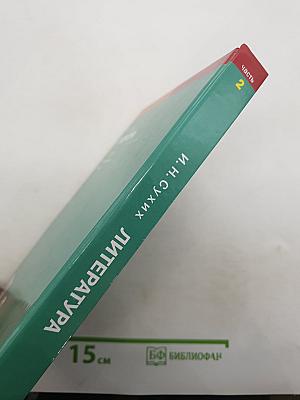 часть
2
И. Н. Сухих
ЛИТЕРАТУРА
15 см
БФ БИБЛИОФАН